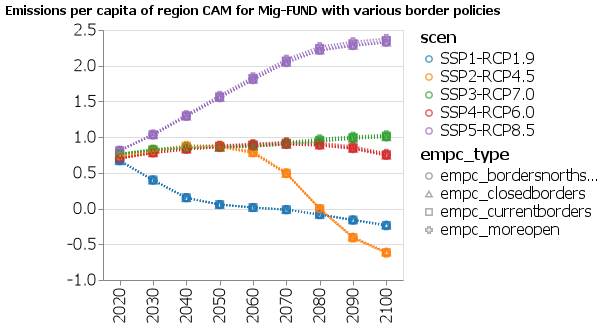 Emissions per capita of region CAM for Mig-FUND with various border policies
2.5
2.0
1.5
1.0
0.5
0.0
-0.5
-1.0
2020
2030
2040
2050
2060
2070
2080
2090
2100
scen
SSP1-RCP1.9
SSP2-RCP4.5
SSP3-RCP7.0
SSP4-RCP6.0
SSP5-RCP8.5
empc_type
empc_bordersnorths...
empc_closedborders
empc_currentborders
empc_moreopen